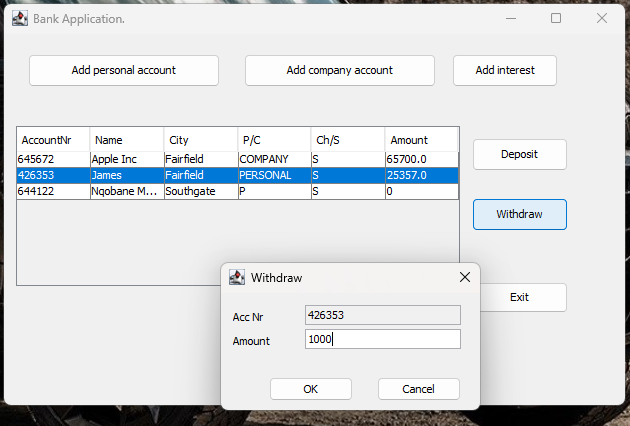 Bank Application.
Add personal account Add company account Add interest
AccountNr Name City P/C Ch/S Amount
645672 Apple Inc Fairfield COMPANY S 65700.0
426353 James Fairfield PERSONAL S 25357.0
644122 Nqobane M... Southgate P S 0
Deposit
Withdraw
Exit
Withdraw
Acc Nr 426353
Amount 1000
OK Cancel